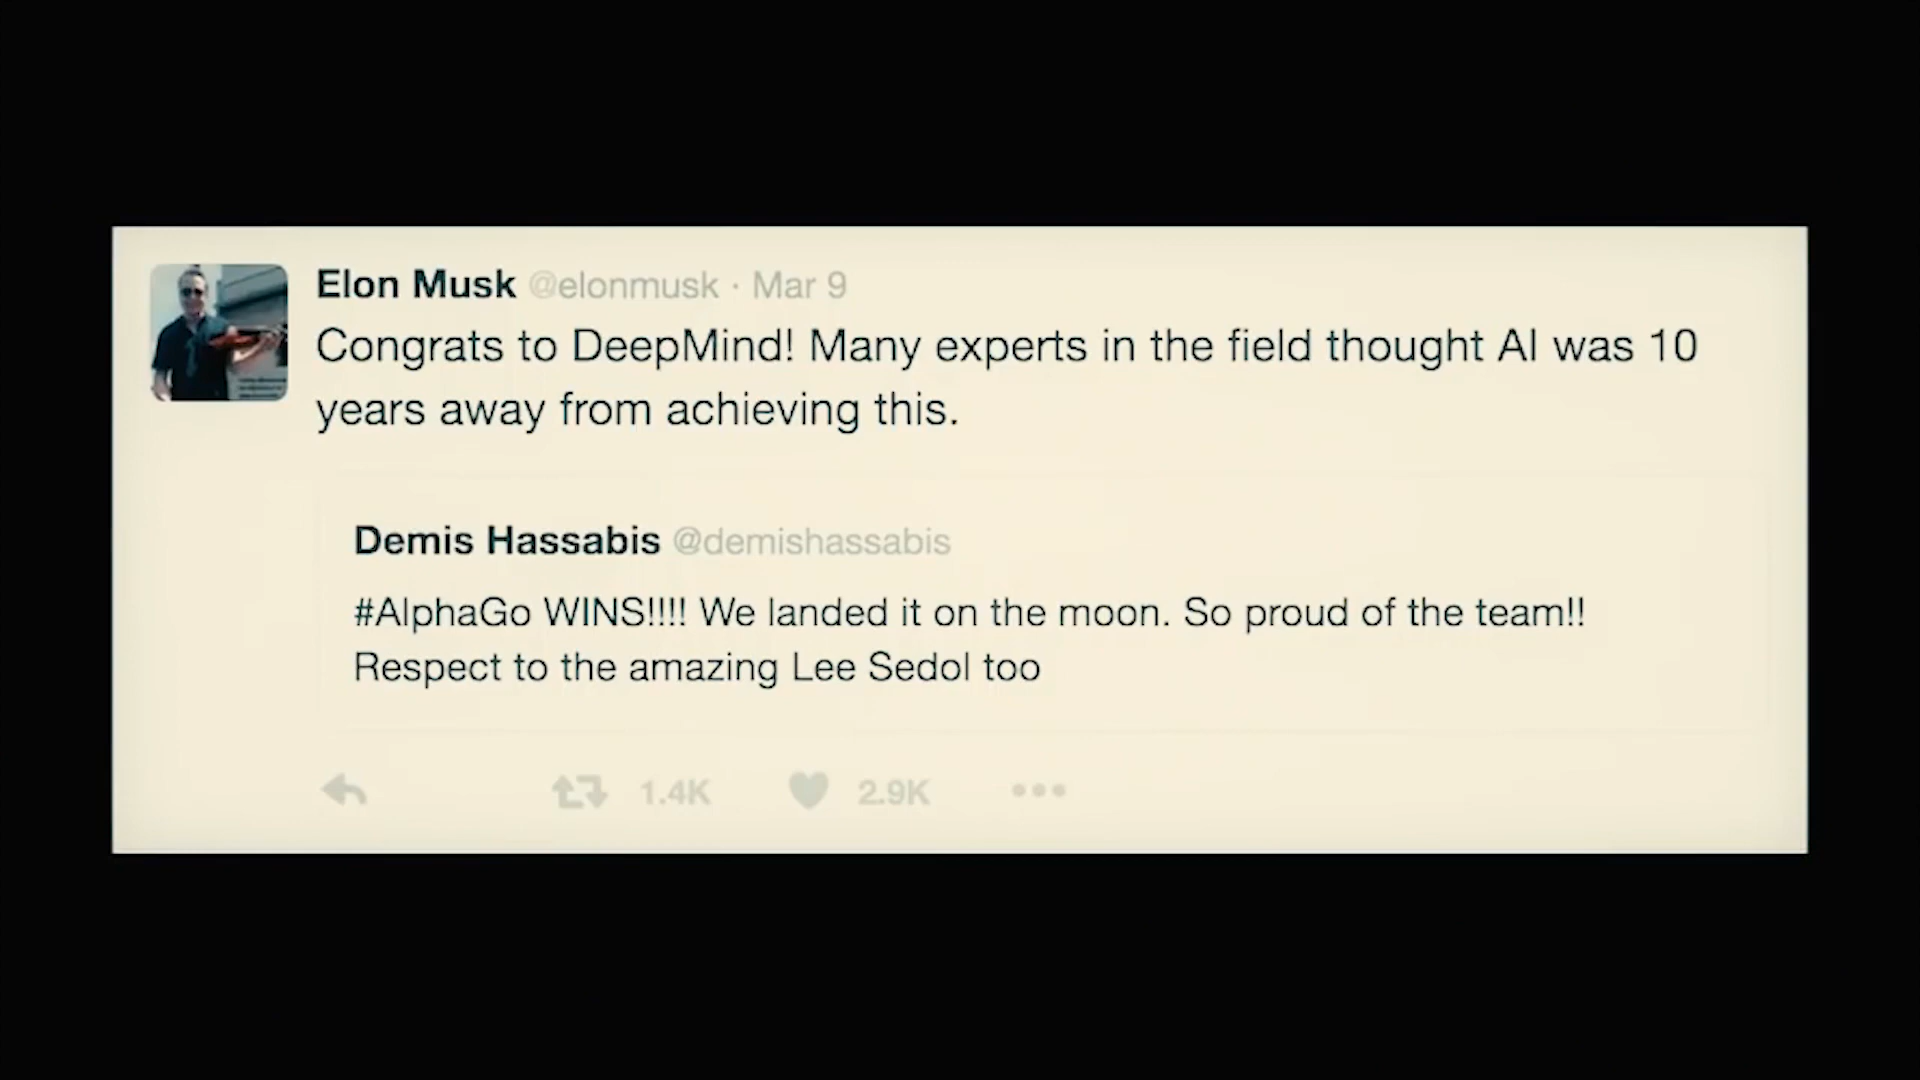 Elon Musk @elonmusk · Mar 9
Congrats to DeepMind! Many experts in the field thought AI was 10
years away from achieving this.
Demis Hassabis @demishassabis
#AlphaGo WINS!!!! We landed it on the moon. So proud of the team!!
Respect to the amazing Lee Sedol too
1.4K 2.9K